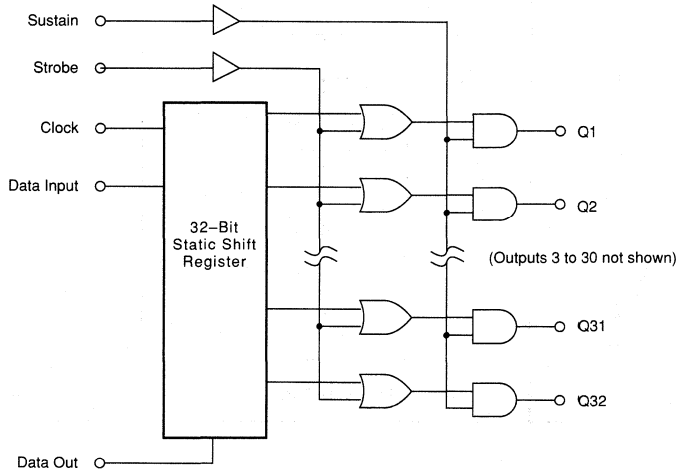 Sustain
Strobe
Clock
Data Input
32–Bit
Static Shift
Register
Data Out
Q1
Q2
(Outputs 3 to 30 not shown)
Q31
Q32